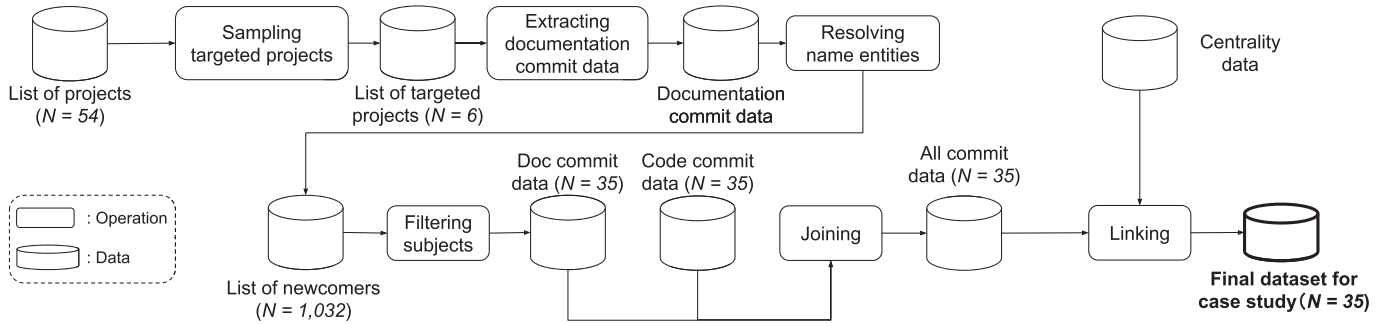 Sampling
targeted projects
Extracting
documentation
commit data
Resolving
name entities
List of projects
(N = 54)
List of targeted
projects (N = 6)
Documentation
commit data
Centrality
data
Doc commit
data (N = 35)
Code commit
data (N = 35)
All commit
data (N = 35)
: Operation
: Data
Filtering
subjects
Joining
Linking
List of newcomers
(N = 1,032)
Final dataset for
case study (N = 35)